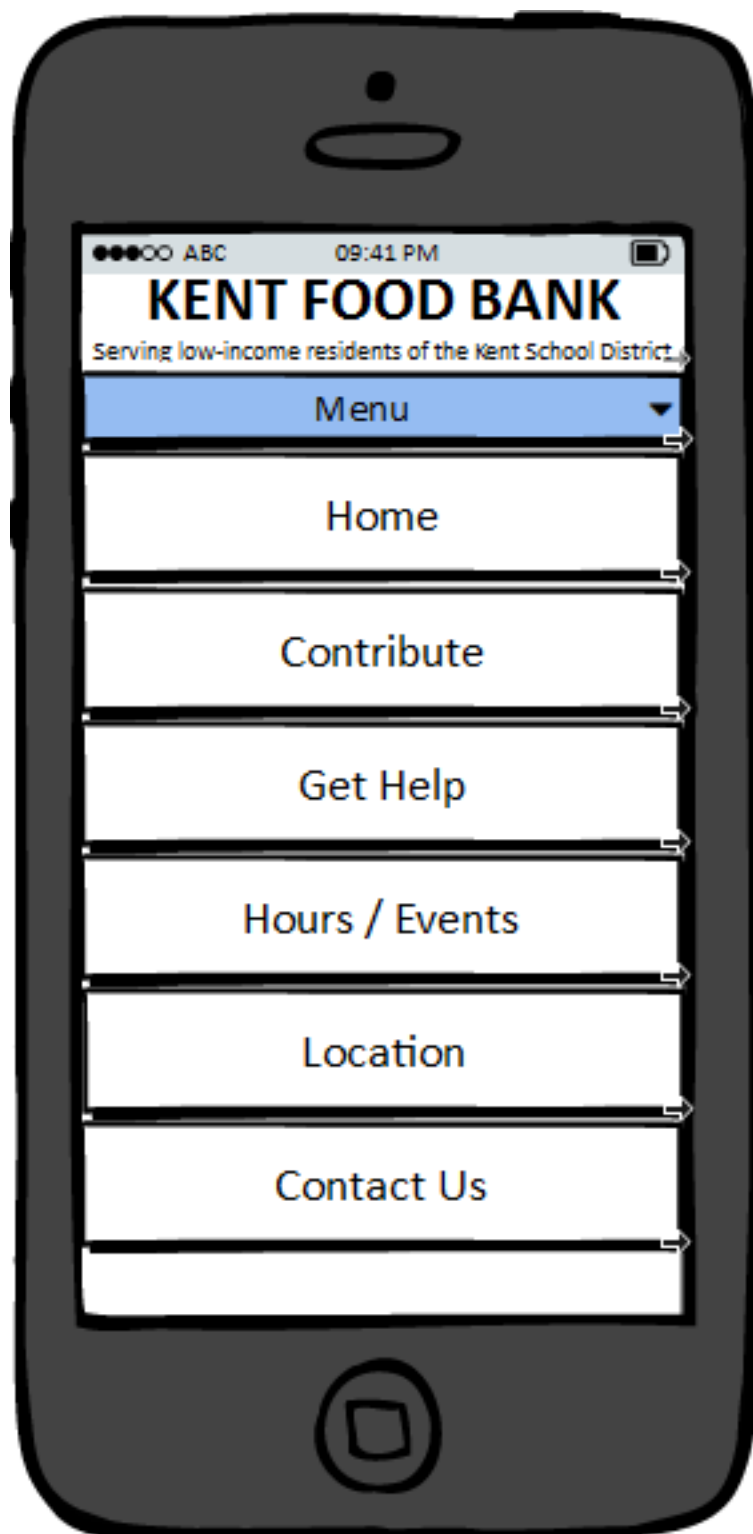 ABC 09:41 PM
KENT FOOD BANK
Serving low-income residents of the Kent School District
Menu
Home
Contribute
Get Help
Hours / Events
Location
Contact Us